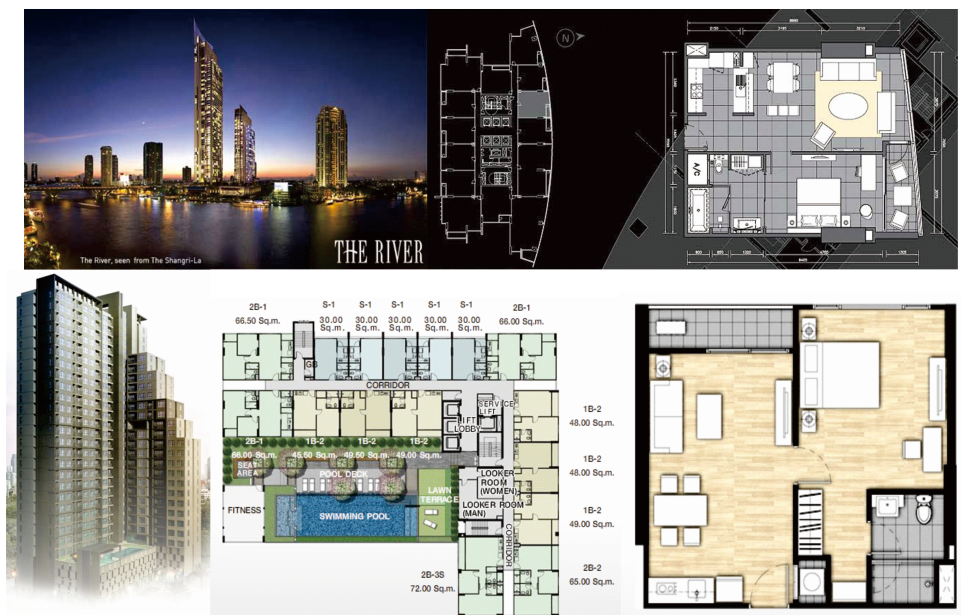 The River, seen from The Shangri-La
THE RIVER
N
A/C
2B-1
66.50 Sq.m.
S-1
30.00
Sq.m.
S-1
30.00
Sq.m.
S-1
30.00
Sq.m.
S-1
30.00
Sq.m.
S-1
30.00
Sq.m.
2B-1
66.00 Sq.m.
GB
CORRIDOR
SERVICE
LIFT
LIFT
LOBBY
1B-2
48.00 Sq.m.
2B-1
66.00 Sq.m.
1B-2
45.50 Sq.m.
1B-2
49.50 Sq.m.
1B-2
49.00 Sq.m.
SEAT
AREA
POOL DECK
1B-2
48.00 Sq.m.
LOOKER
ROOM
(WOMEN)
LAWN
TERRACE
LOOKER ROOM
(MAN)
FITNESS
SWIMMING POOL
1B-2
49.00 Sq.m.
CORRIDOR
2B-2
65.00 Sq.m.
2B-3S
72.00 Sq.m.